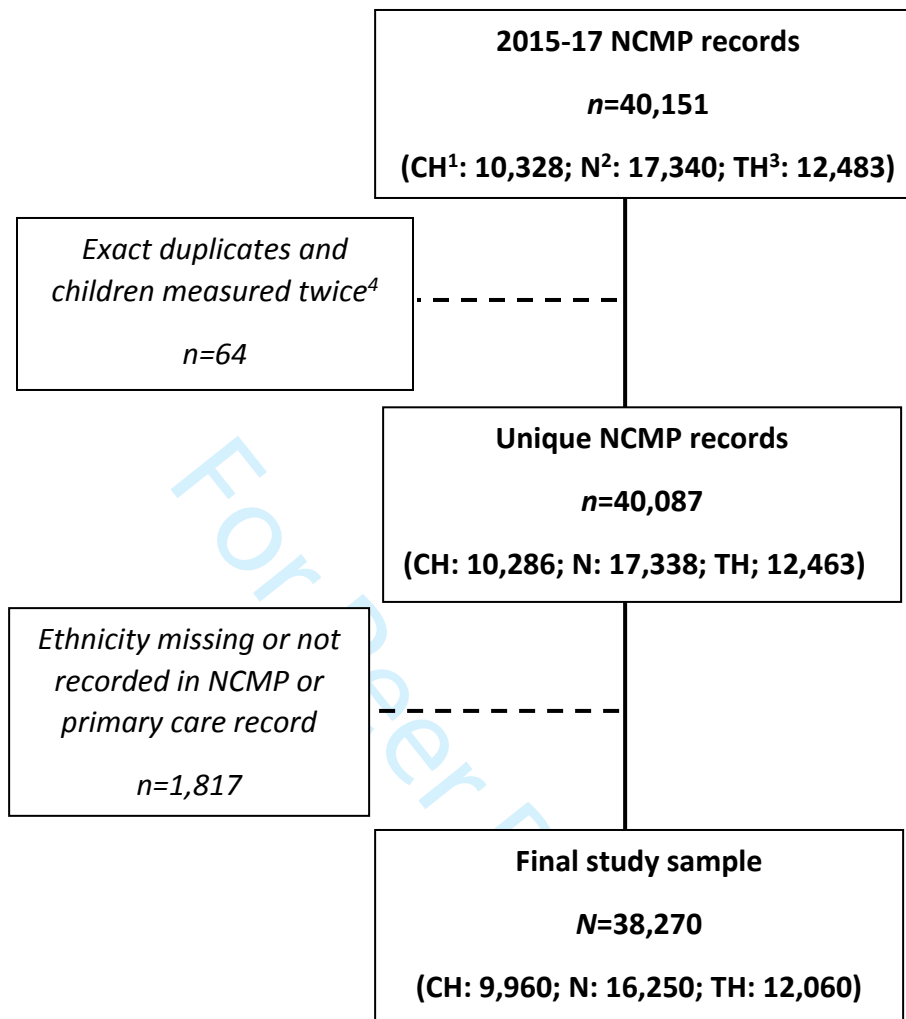 2015-17 NCMP records
n=40,151
(CH¹: 10,328; N²: 17,340; TH³: 12,483)
Exact duplicates and
children measured twice⁴
n=64
Unique NCMP records
n=40,087
(CH: 10,286; N: 17,338; TH; 12,463)
Ethnicity missing or not
recorded in NCMP or
primary care record
n=1,817
Final study sample
N=38,270
(CH: 9,960; N: 16,250; TH: 12,060)
For Peer